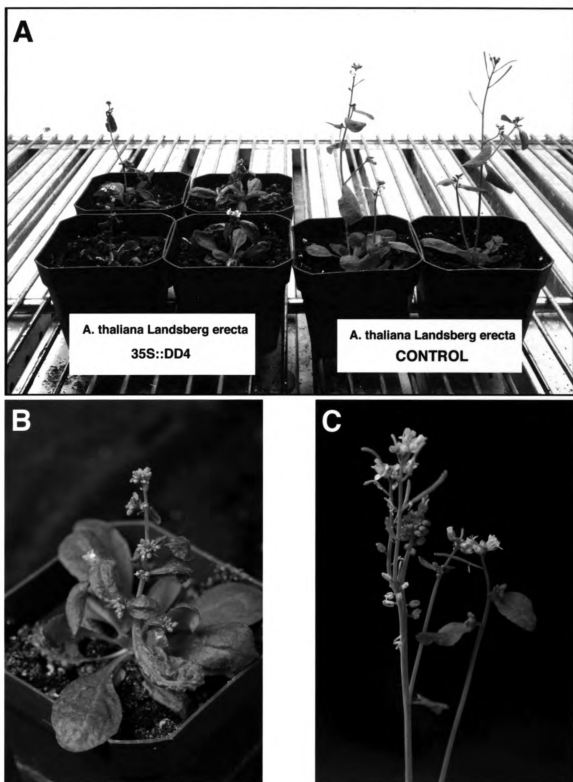 A
A. thaliana Landsberg erecta
35S::DD4
A. thaliana Landsberg erecta
CONTROL
B
C